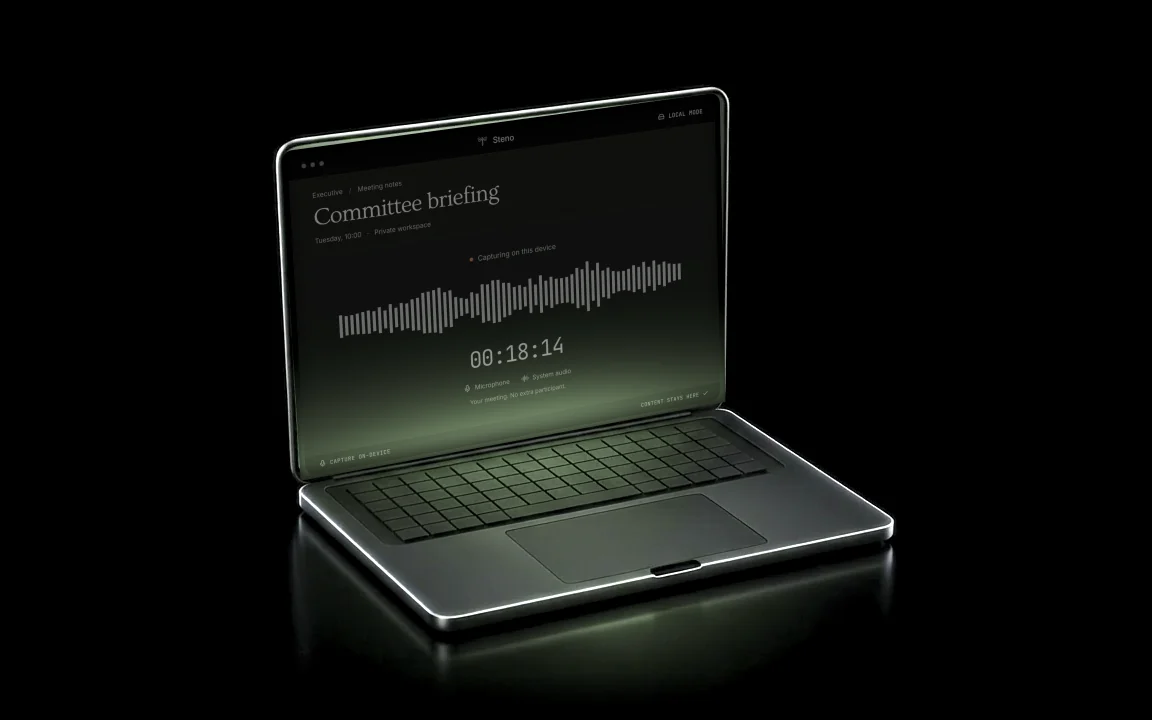 Steno
LOCAL MODE
Executive / Meeting notes
Committee briefing
Tuesday, 10:00 · Private workspace
Capturing on this device
00:18:14
Microphone
System audio
Your meeting. No extra participant.
CONTENT STAYS HERE
CAPTURE ON-DEVICE